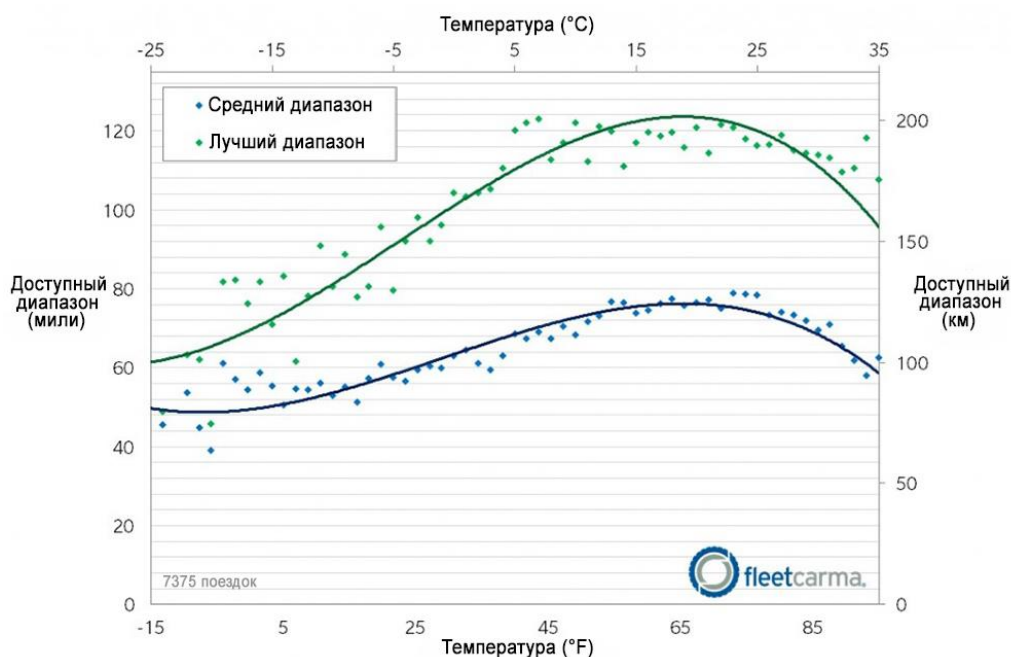 Температура (°C)
-25 -15 -5 5 15 25 35
Средний диапазон
Лучший диапазон
120
100
80
60
40
20
0
Доступный
диапазон
(мили)
200
150
100
50
0
Доступный
диапазон
(км)
7375 поездок
fleetcarma.
-15 5 25 45 65 85
Температура (°F)